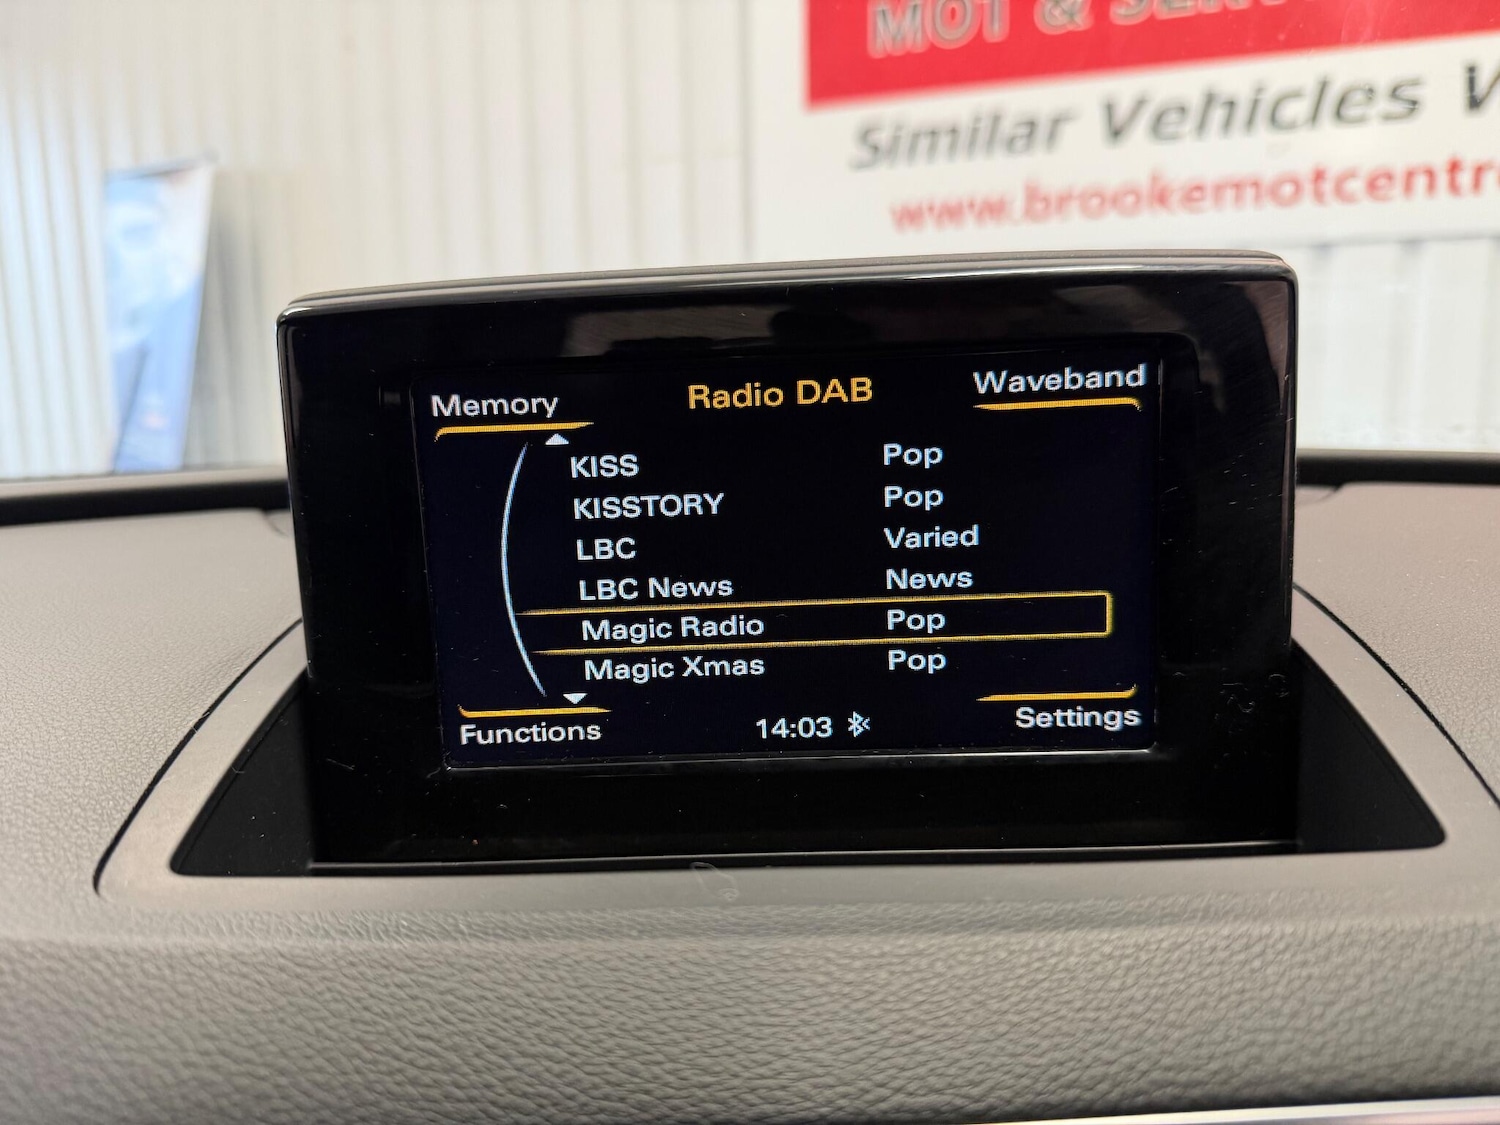 MOT &
Similar Vehicles
www.brookemotcentr
Memory
Radio DAB
Waveband
KISS Pop
KISSTORY Pop
LBC Varied
LBC News News
Magic Radio Pop
Magic Xmas Pop
Functions
14:03
Settings